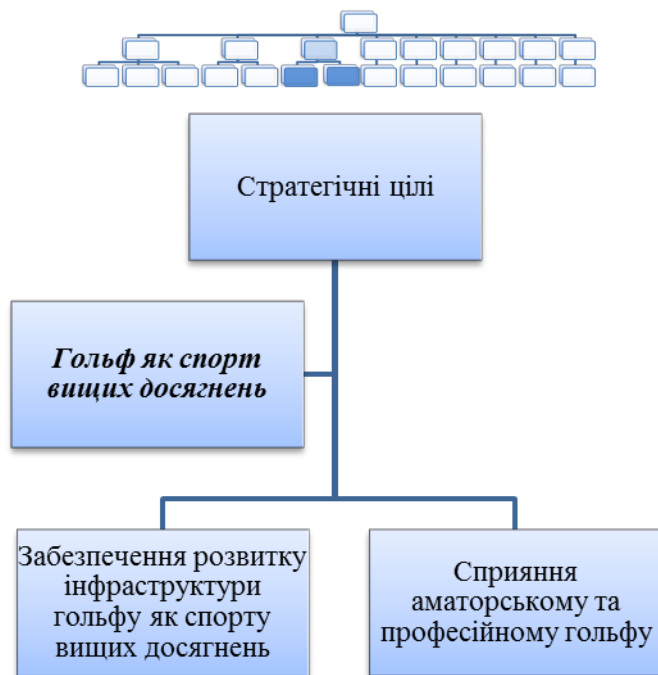 Стратегічні цілі
Гольф як спорт
вищих досягнень
Забезпечення розвитку
інфраструктури
гольфу як спорту
вищих досягнень
Сприяння
аматорському та
професійному гольфу